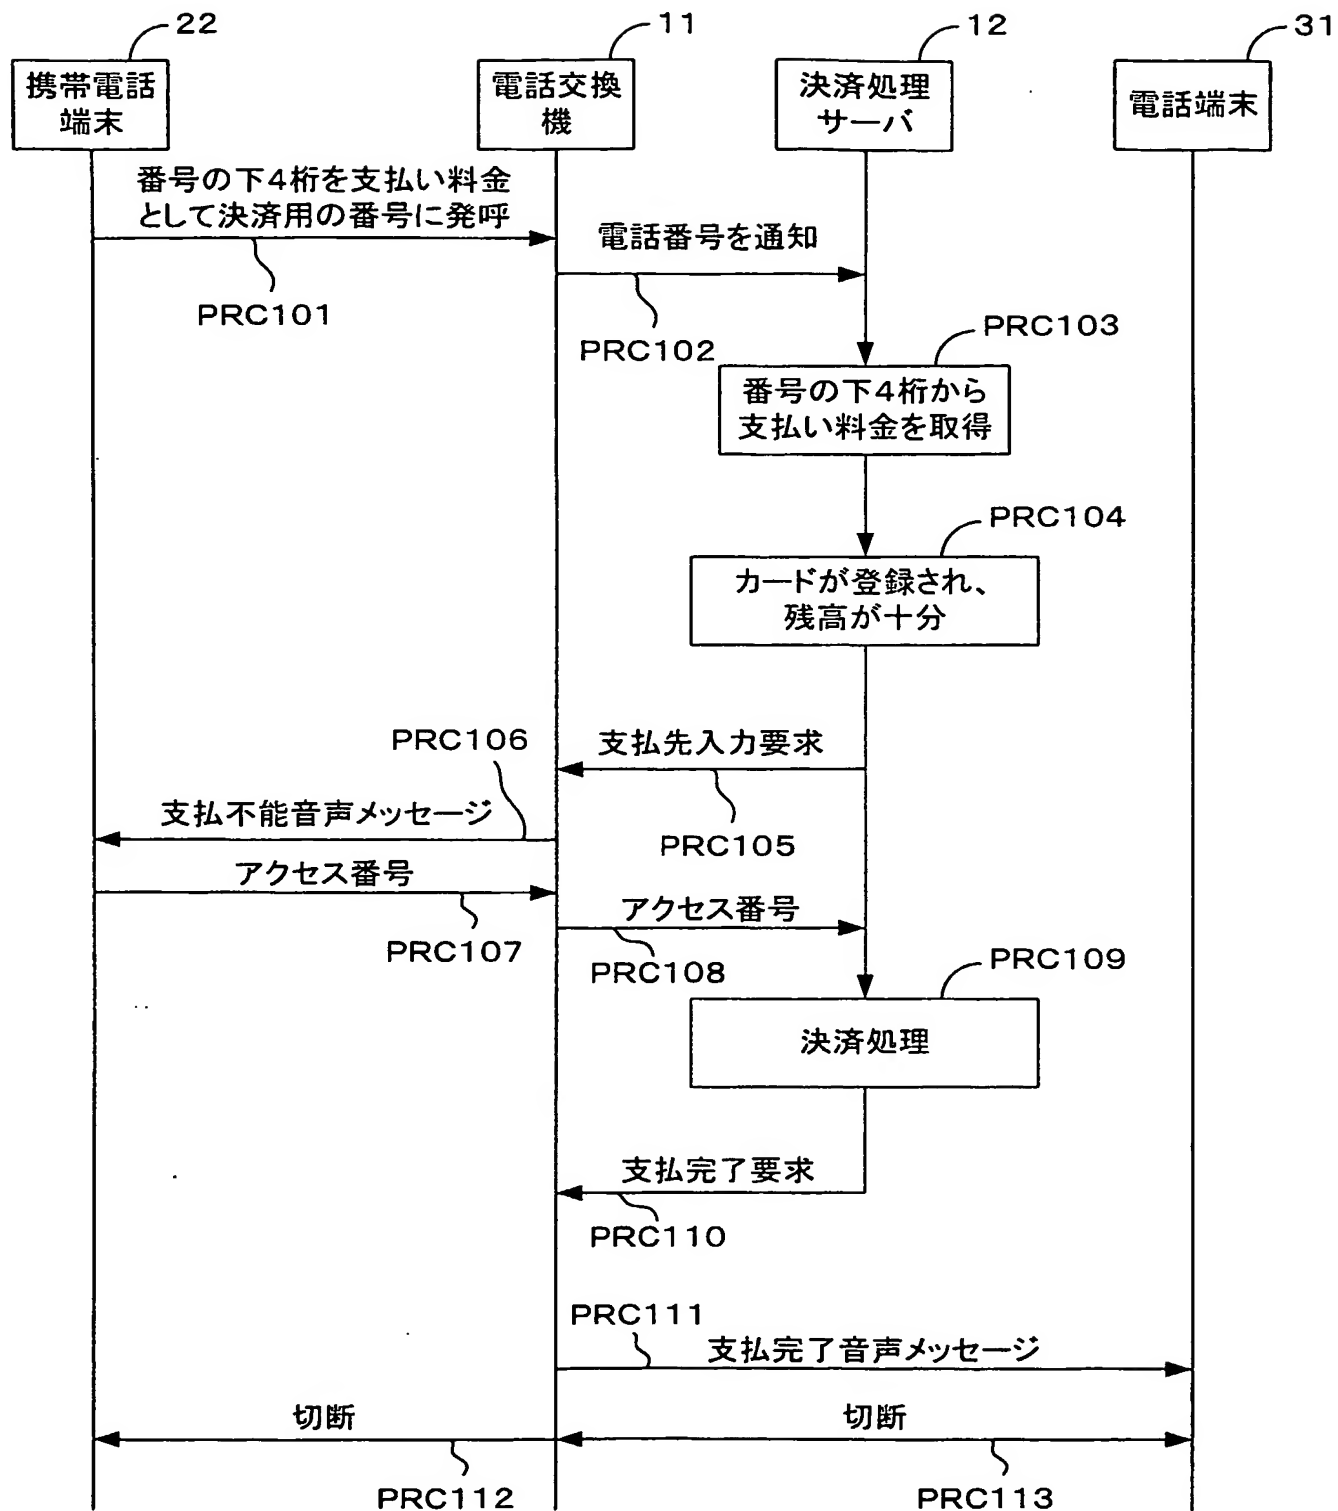 22
11
12
31
携帯電話
端末
電話交換
機
決済処理
サーバ
電話端末
番号の下4桁を支払い料金
として決済用の番号に発呼
PRC101
電話番号を通知
PRC102
PRC103
番号の下4桁から
支払い料金を取得
PRC104
カードが登録され、
残高が十分
支払先入力要求
PRC105
PRC106
支払不能音声メッセージ
アクセス番号
PRC107
アクセス番号
PRC108
PRC109
決済処理
支払完了要求
PRC110
PRC111
支払完了音声メッセージ
切断
切断
PRC112
PRC113